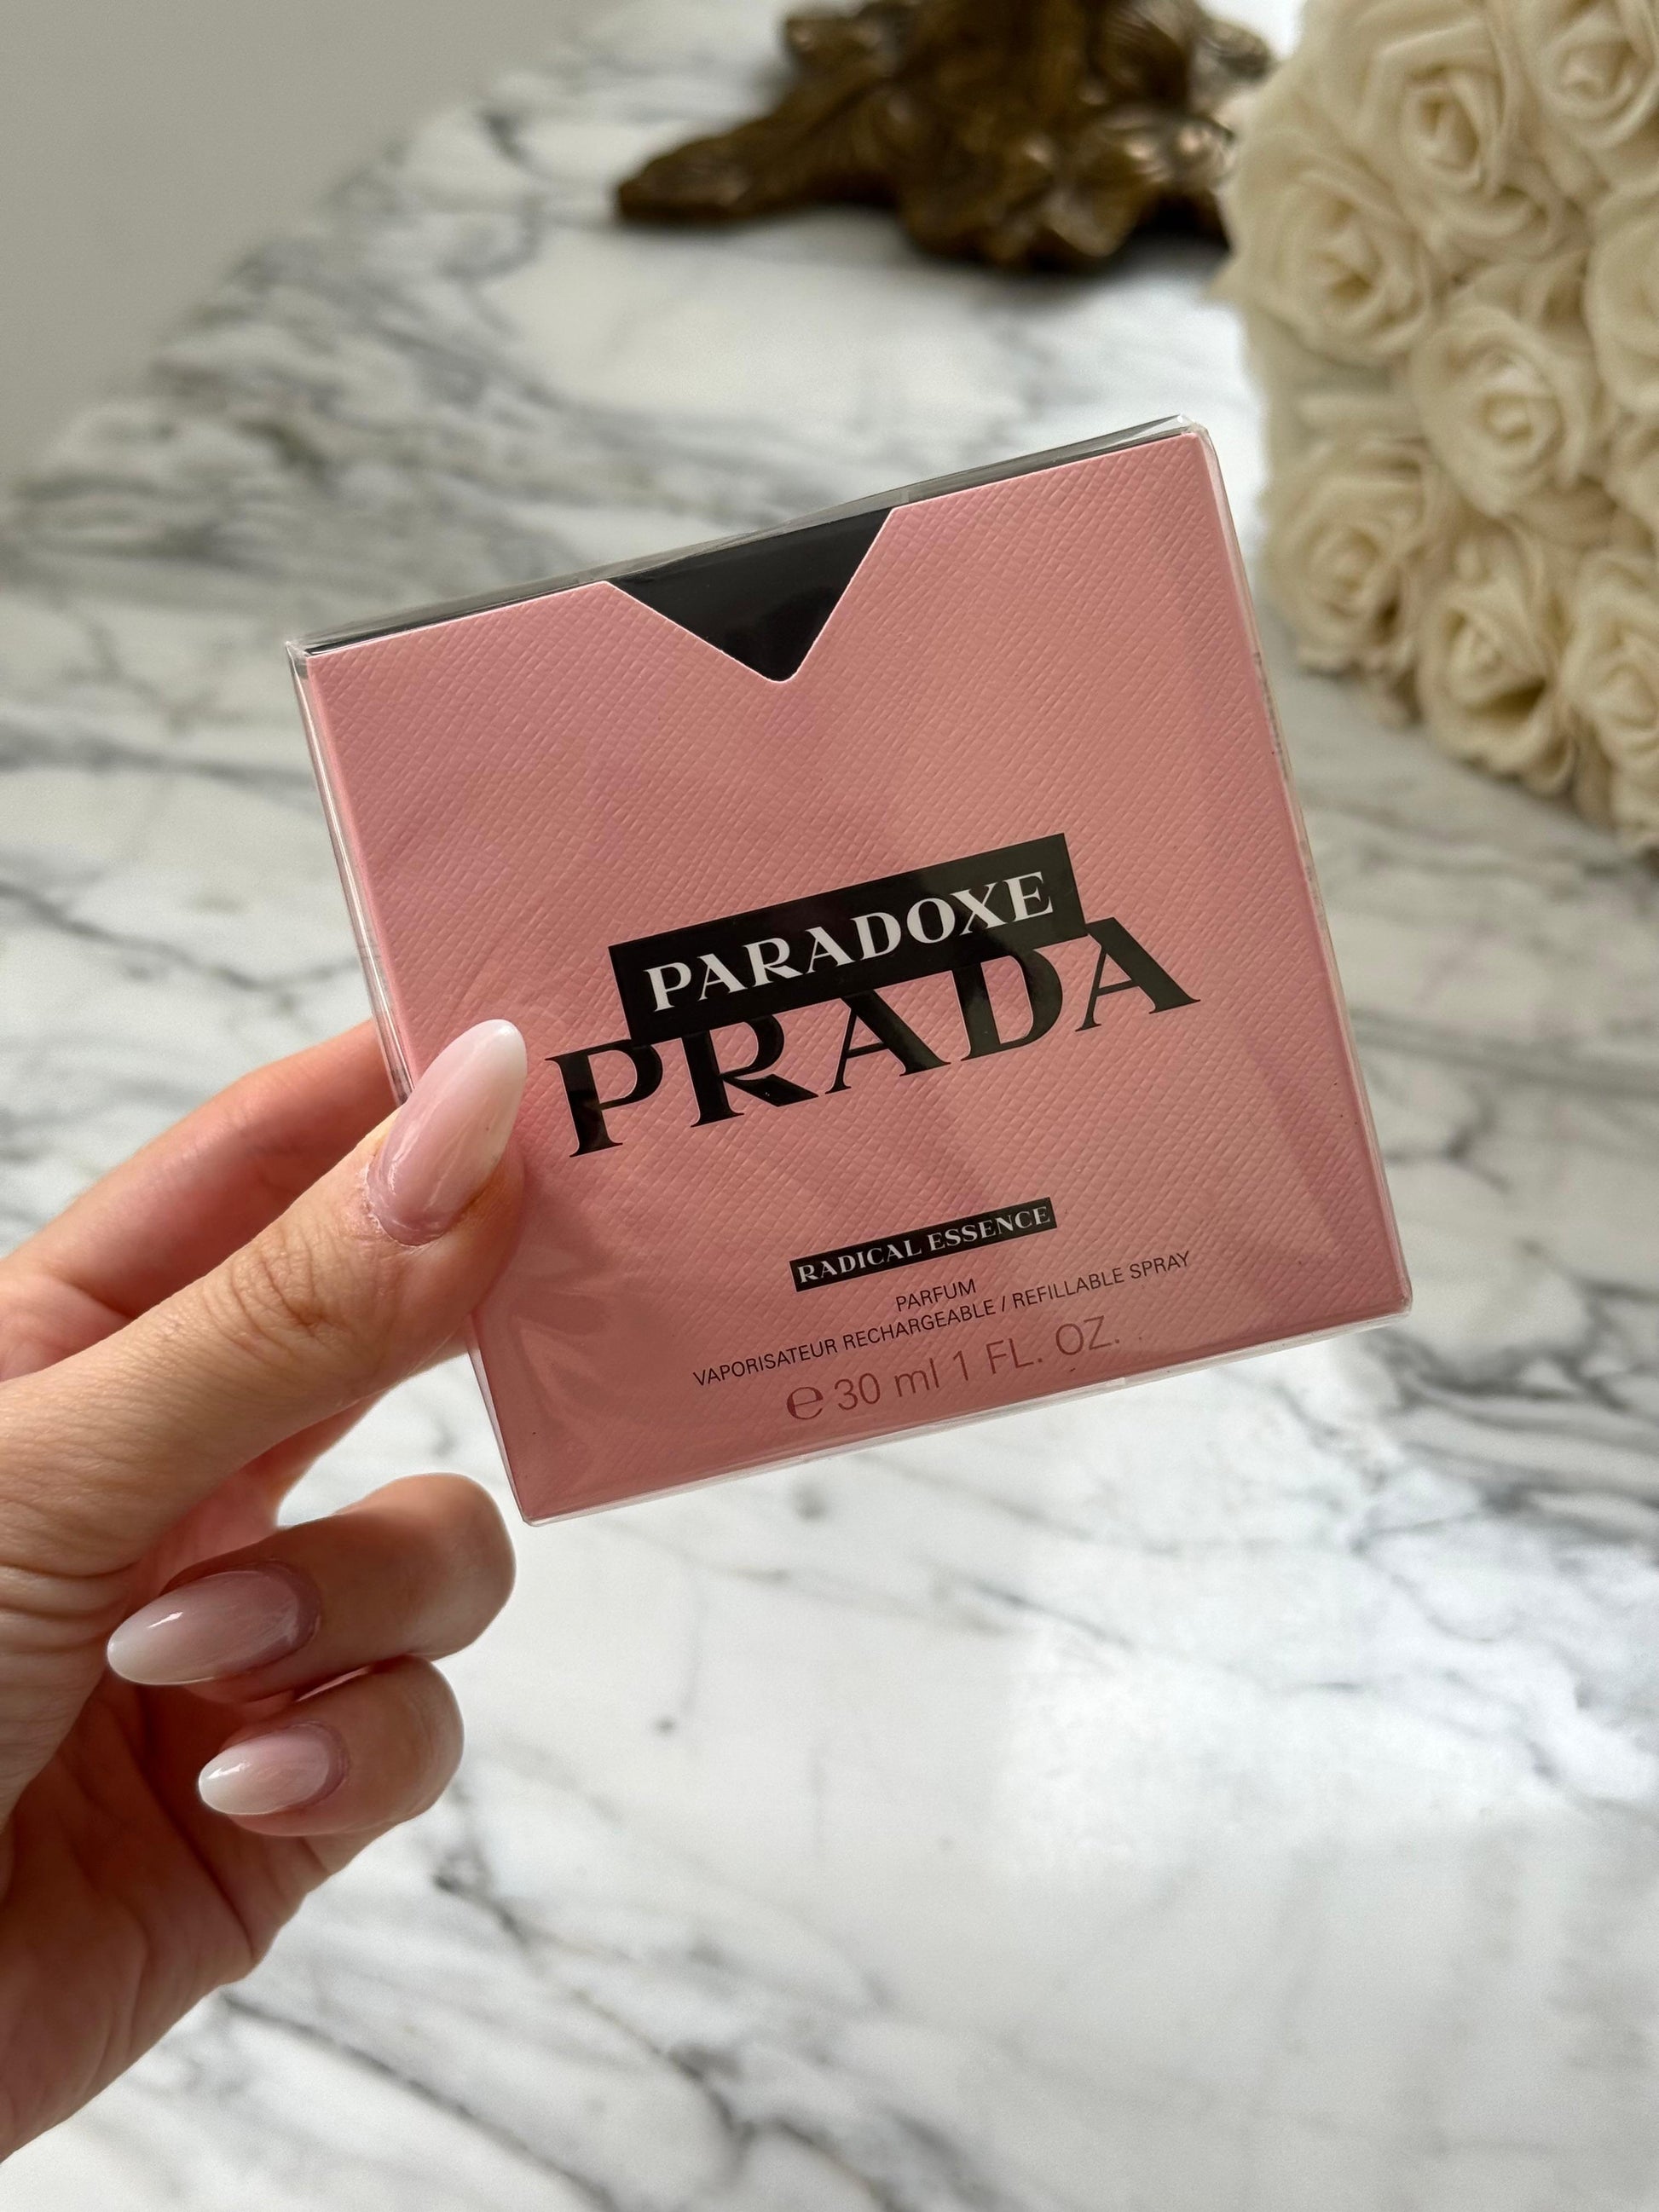 PARADOXE
PRADA
RADICAL ESSENCE
PARFUM
VAPORISATEUR RECHARGEABLE / REFILLABLE SPRAY
℮ 30 ml 1 FL. OZ.